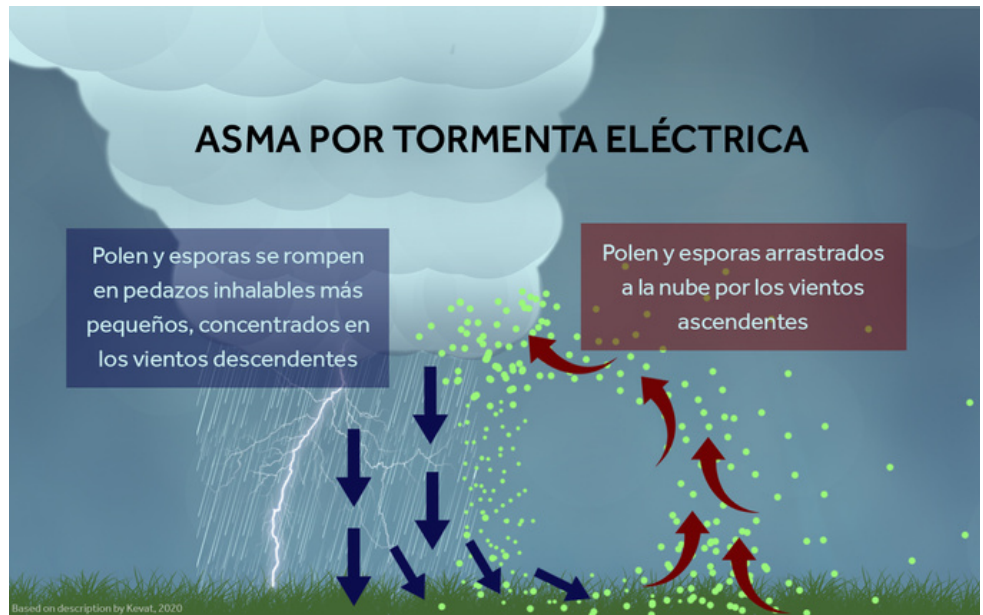 ASMA POR TORMENTA ELÉCTRICA
Polen y esporas se rompen
en pedazos inhalables más
pequeños, concentrados en
los vientos descendentes
Polen y esporas arrastrados
a la nube por los vientos
ascendentes
Based on description by Kevat, 2020